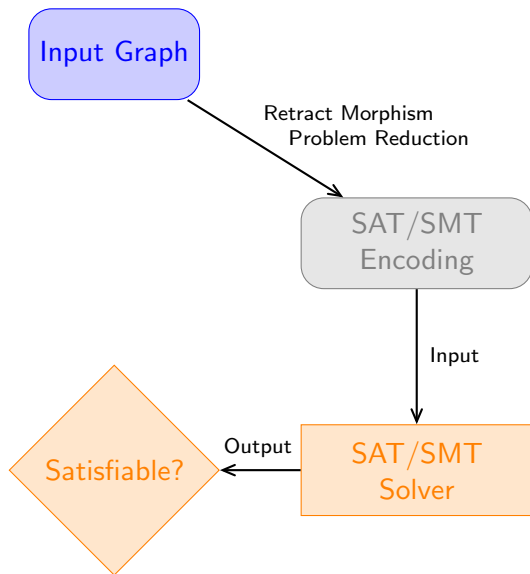 Input Graph
Retract Morphism
Problem Reduction
SAT/SMT
Encoding
Input
Output
Satisfiable?
SAT/SMT
Solver